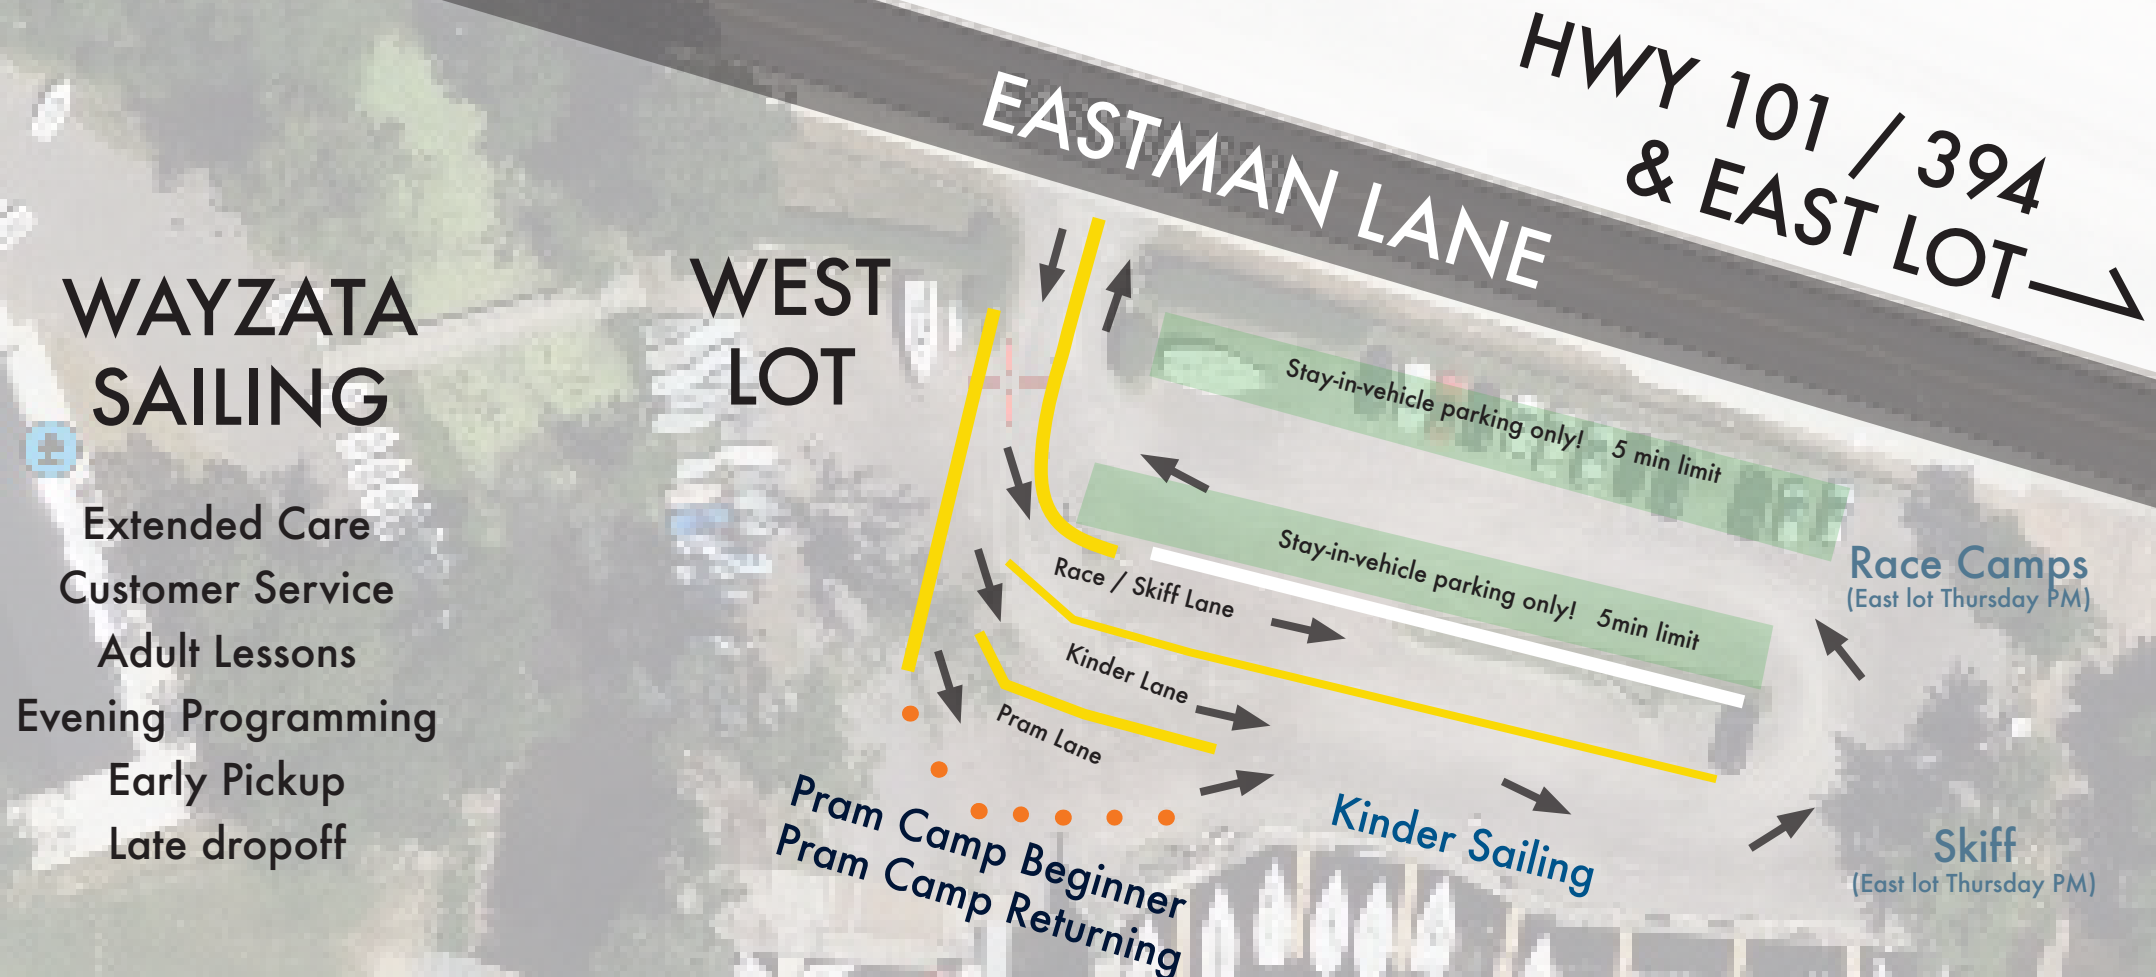 HWY 101 / 394
& EAST LOT
EASTMAN LANE
WAYZATA
SAILING
WEST
LOT
Extended Care
Customer Service
Adult Lessons
Evening Programming
Early Pickup
Late dropoff
Stay-in-vehicle parking only! 5 min limit
Stay-in-vehicle parking only! 5min limit
Race / Skiff Lane
Kinder Lane
Pram Lane
Race Camps
(East lot Thursday PM)
Pram Camp Beginner
Pram Camp Returning
Kinder Sailing
Skiff
(East lot Thursday PM)